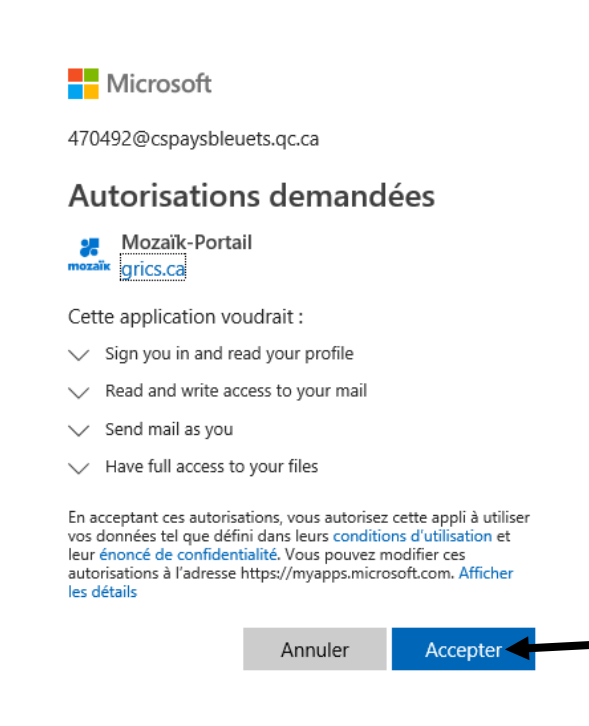 Microsoft
470492@cspaysbleuets.qc.ca
Autorisations demandées
Mozaïk-Portail
mozaïk grics.ca
Cette application voudrait :
Sign you in and read your profile
Read and write access to your mail
Send mail as you
Have full access to your files
En acceptant ces autorisations, vous autorisez cette appli à utiliser
vos données tel que défini dans leurs conditions d'utilisation et
leur énoncé de confidentialité. Vous pouvez modifier ces
autorisations à l'adresse https://myapps.microsoft.com. Afficher
les détails
Annuler Accepter